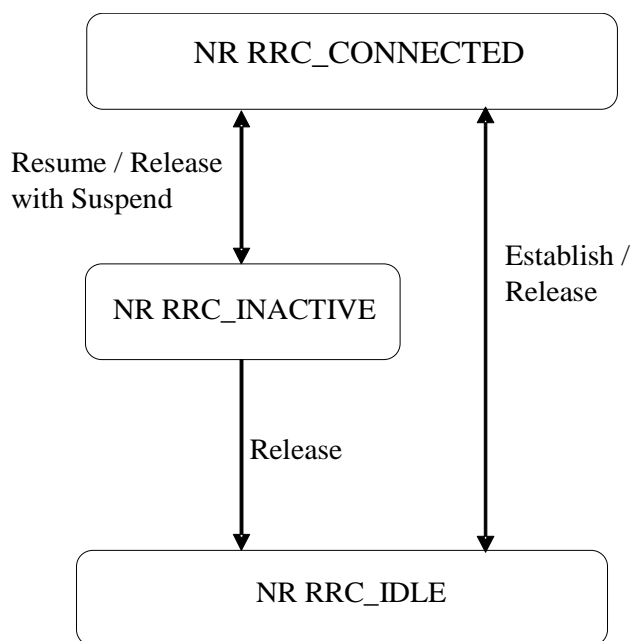 NR RRC_CONNECTED
Resume / Release
with Suspend
Establish /
Release
NR RRC_INACTIVE
Release
NR RRC_IDLE